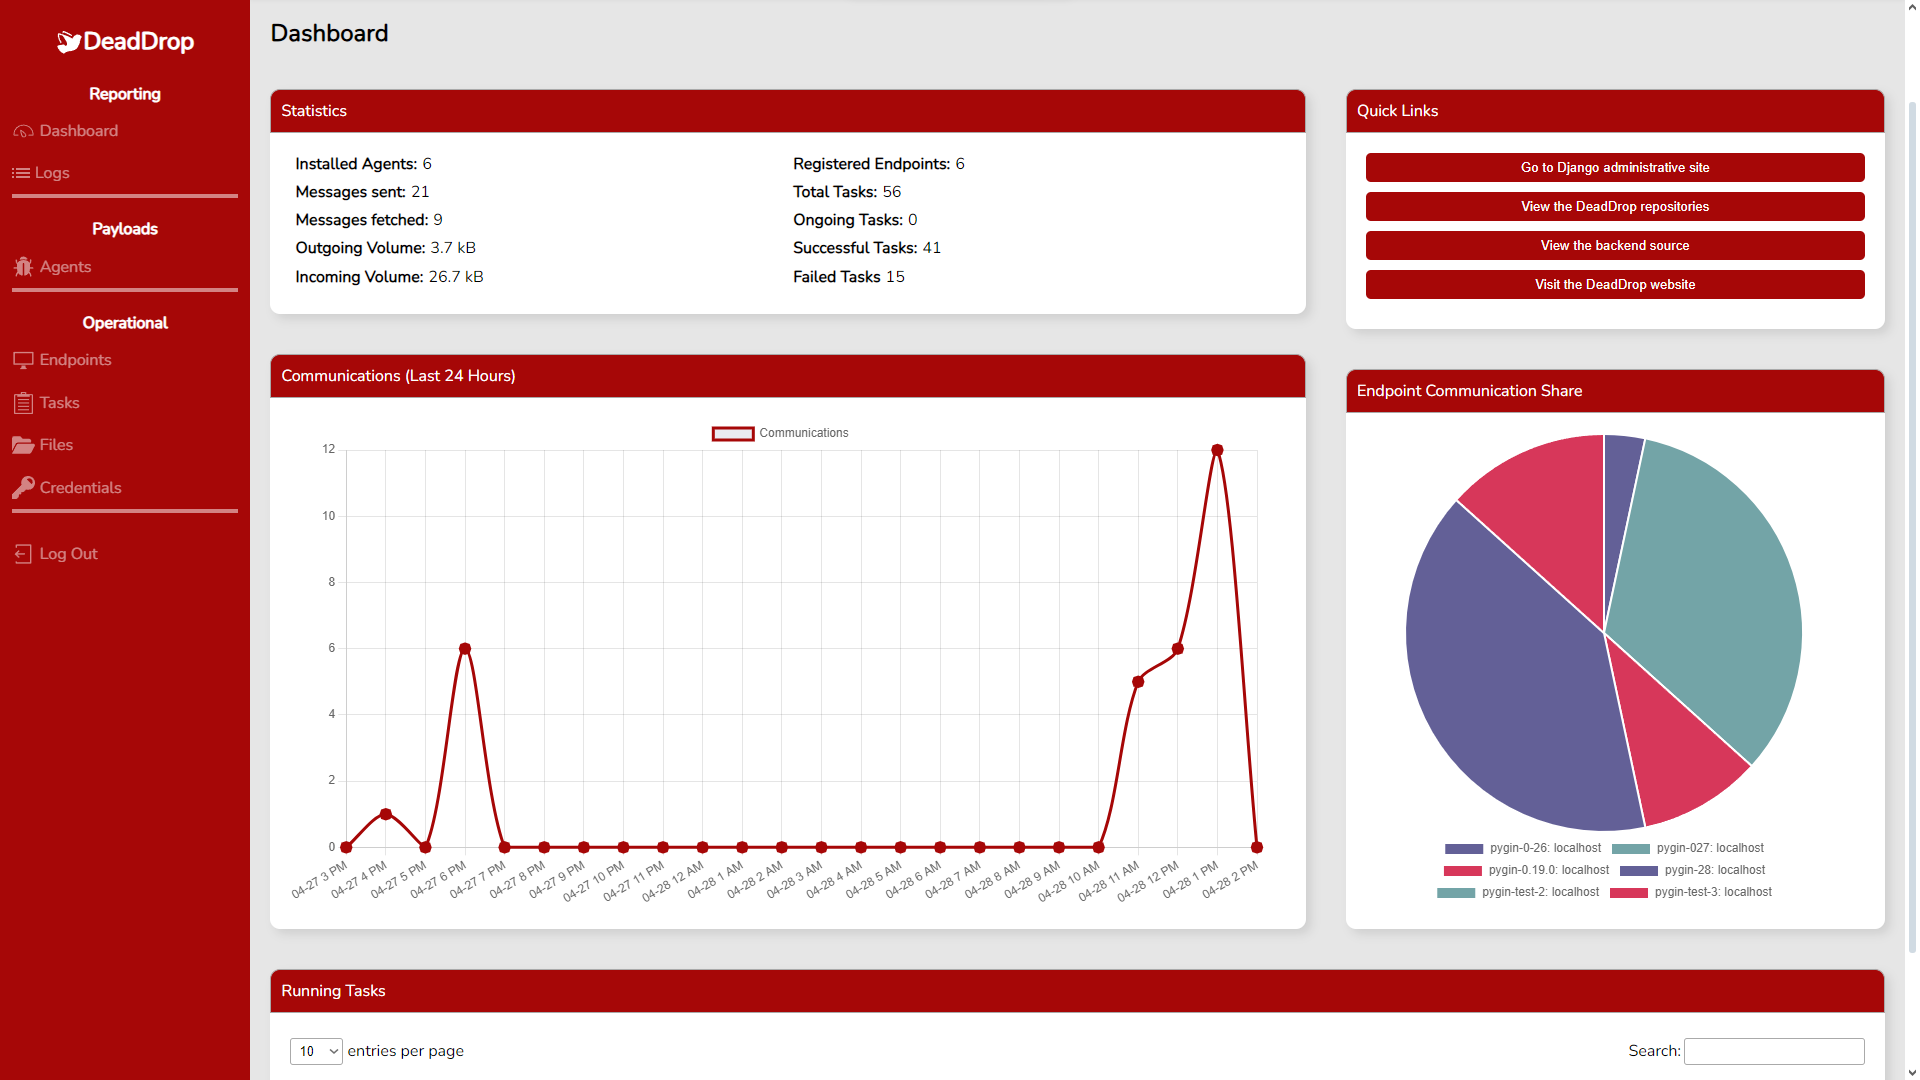 DeadDrop
Reporting
Dashboard
Logs
Payloads
Agents
Operational
Endpoints
Tasks
Files
Credentials
Log Out
Dashboard
Statistics
Installed Agents: 6
Messages sent: 21
Messages fetched: 9
Outgoing Volume: 3.7 kB
Incoming Volume: 26.7 kB
Registered Endpoints: 6
Total Tasks: 56
Ongoing Tasks: 0
Successful Tasks: 41
Failed Tasks 15
Quick Links
Go to Django administrative site
View the DeadDrop repositories
View the backend source
Visit the DeadDrop website
Communications (Last 24 Hours)
Communications
12
10
8
6
4
2
0
04-27 3 PM
04-27 4 PM
04-27 5 PM
04-27 6 PM
04-27 7 PM
04-27 8 PM
04-27 9 PM
04-27 10 PM
04-27 11 PM
04-28 12 AM
04-28 1 AM
04-28 2 AM
04-28 3 AM
04-28 4 AM
04-28 5 AM
04-28 6 AM
04-28 7 AM
04-28 8 AM
04-28 9 AM
04-28 10 AM
04-28 11 AM
04-28 12 PM
04-28 1 PM
04-28 2 PM
Endpoint Communication Share
pygin-0-26: localhost pygin-027: localhost
pygin-0.19.0: localhost pygin-28: localhost
pygin-test-2: localhost pygin-test-3: localhost
Running Tasks
10 entries per page
Search: